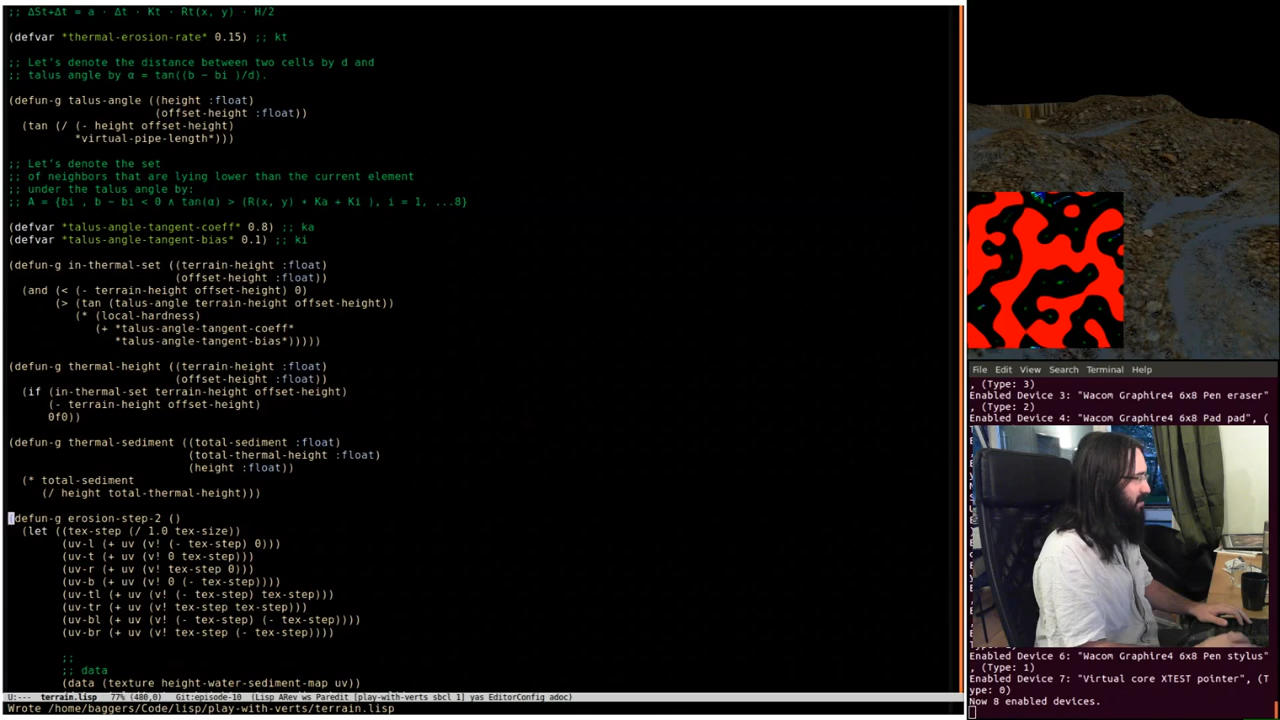 ;; ΔSt+Δt = a · Δt · Kt · Rt(x, y) · H/2
(defvar *thermal-erosion-rate* 0.15) ;; kt
;; Let's denote the distance between two cells by d and
;; talus angle by α = tan((b − bi )/d).
(defun-g talus-angle ((height :float)
(offset-height :float))
(tan (/ (- height offset-height)
*virtual-pipe-length*)))
;; Let's denote the set
;; of neighbors that are lying lower than the current element
;; under the talus angle by:
;; A = {bi , b − bi < 0 ∧ tan(α) > (R(x, y) ∗ Ka + Ki ), i = 1, ...8}
(defvar *talus-angle-tangent-coeff* 0.8) ;; ka
(defvar *talus-angle-tangent-bias* 0.1) ;; ki
(defun-g in-thermal-set ((terrain-height :float)
(offset-height :float))
(and (< (- terrain-height offset-height) 0)
(> (tan (talus-angle terrain-height offset-height))
(* (local-hardness)
(+ *talus-angle-tangent-coeff*
*talus-angle-tangent-bias*)))))
(defun-g thermal-height ((terrain-height :float)
(offset-height :float))
(if (in-thermal-set terrain-height offset-height)
(- terrain-height offset-height)
0f0))
(defun-g thermal-sediment ((total-sediment :float)
(total-thermal-height :float)
(height :float))
(* total-sediment
(/ height total-thermal-height)))
(defun-g erosion-step-2 ()
(let ((tex-step (/ 1.0 tex-size))
(uv-l (+ uv (v! (- tex-step) 0)))
(uv-t (+ uv (v! 0 tex-step)))
(uv-r (+ uv (v! tex-step 0)))
(uv-b (+ uv (v! 0 (- tex-step))))
(uv-tl (+ uv (v! (- tex-step) tex-step)))
(uv-tr (+ uv (v! tex-step tex-step)))
(uv-bl (+ uv (v! (- tex-step) (- tex-step))))
(uv-br (+ uv (v! tex-step (- tex-step))))
;;
;; data
(data (texture height-water-sediment-map uv))
U:--- terrain.lisp 77% (480,0) Git:episode-10 (Lisp ARev Ws Paredit [play-with-verts sbcl 1] yas EditorConfig adoc)
Wrote /home/baggers/Code/lisp/play-with-verts/terrain.lisp
File Edit View Search Terminal Help
, (Type: 3)
Enabled Device 3: "Wacom Graphire4 6x8 Pen eraser"
, (Type: 2)
Enabled Device 4: "Wacom Graphire4 6x8 Pad pad", (T
Enabled Device 6: "Wacom Graphire4 6x8 Pen stylus"
, (Type: 1)
Enabled Device 7: "Virtual core XTEST pointer", (T
ype: 0)
Now 8 enabled devices.